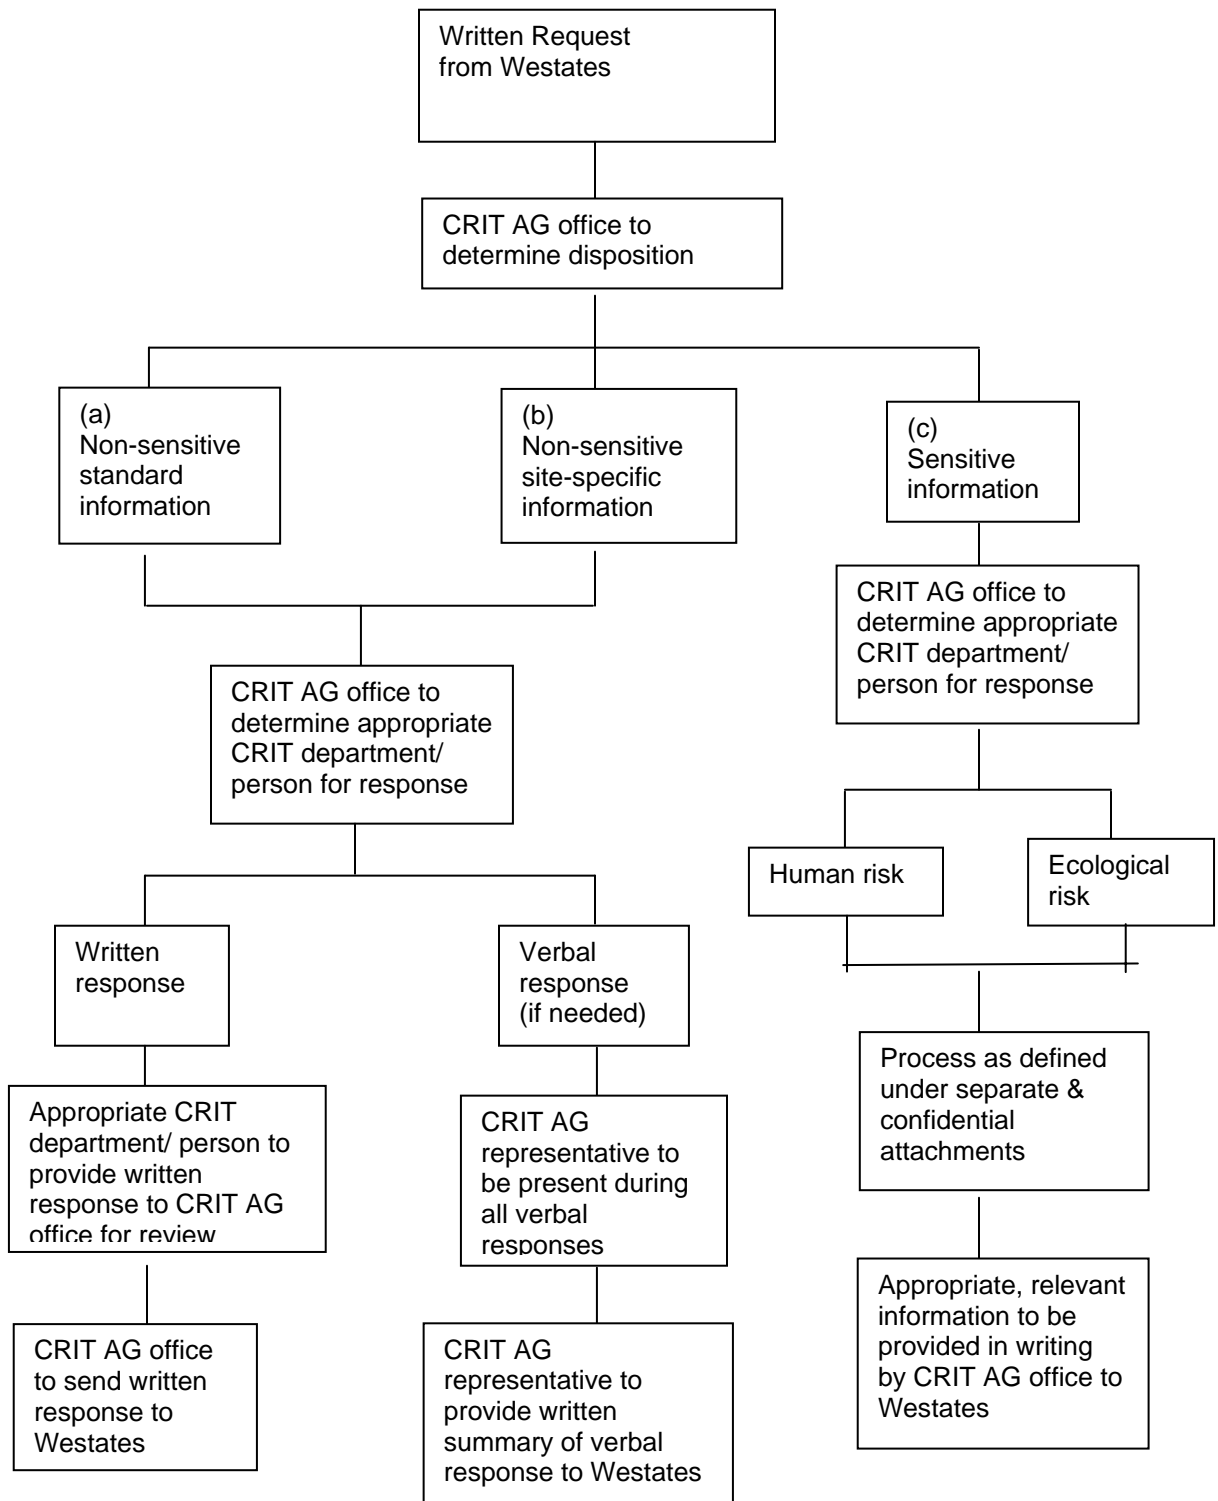 Written Request
from Westates
CRIT AG office to
determine disposition
(a)
Non-sensitive
standard
information
(b)
Non-sensitive
site-specific
information
(c)
Sensitive
information
CRIT AG office to
determine appropriate
CRIT department/
person for response
CRIT AG office to
determine appropriate
CRIT department/
person for response
Human risk
Ecological
risk
Written
response
Verbal
response
(if needed)
Process as defined
under separate &
confidential
attachments
Appropriate CRIT
department/ person to
provide written
response to CRIT AG
office for review
CRIT AG
representative to
be present during
all verbal
responses
Appropriate, relevant
information to be
provided in writing
by CRIT AG office to
Westates
CRIT AG office
to send written
response to
Westates
CRIT AG
representative to
provide written
summary of verbal
response to Westates